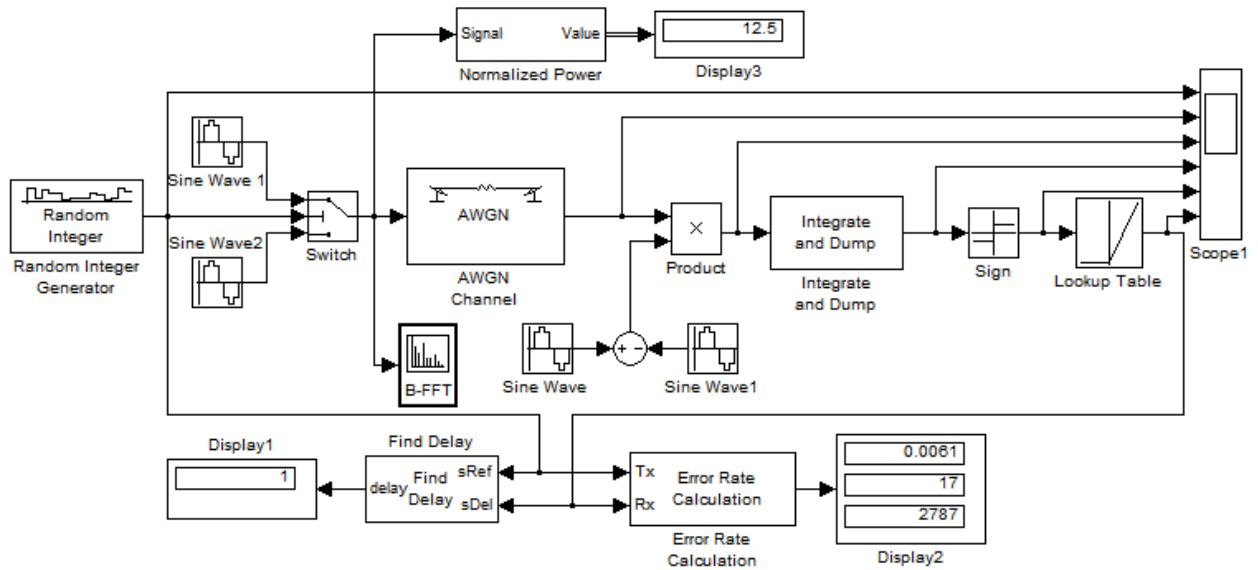 Signal Value
Normalized Power
12.5
Display3
Sine Wave 1
Random
Integer
Random Integer
Generator
Sine Wave2
Switch
AWGN
AWGN
Channel
×
Product
Integrate
and Dump
Integrate
and Dump
Sign
Lookup Table
Scope1
B-FFT
Sine Wave
+ −
Sine Wave1
Display1
1
Find Delay
delay
Find
Delay
sRef
sDel
Tx
Rx
Error Rate
Calculation
Error Rate
Calculation
0.0061
17
2787
Display2